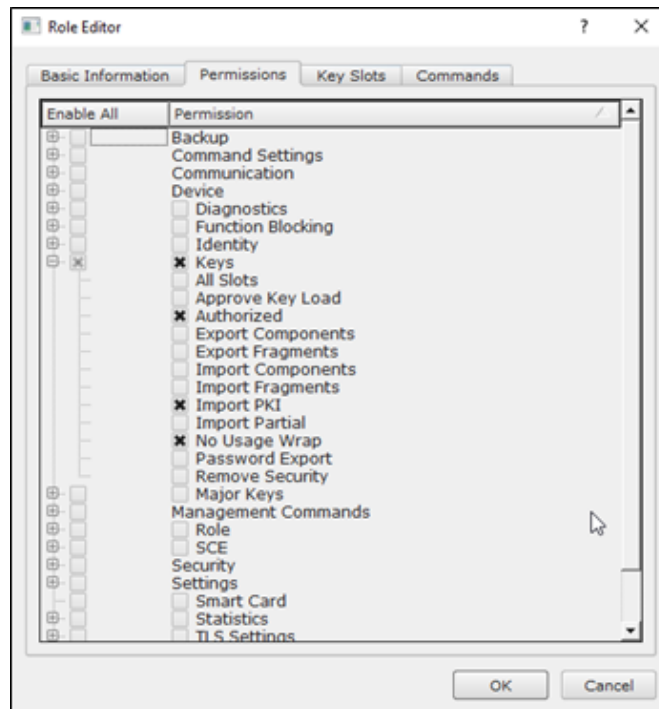 Role Editor
Basic Information Permissions Key Slots Commands
Enable All Permission
Backup
Command Settings
Communication
Device
Diagnostics
Function Blocking
Identity
Keys
All Slots
Approve Key Load
Authorized
Export Components
Export Fragments
Import Components
Import Fragments
Import PKI
Import Partial
No Usage Wrap
Password Export
Remove Security
Major Keys
Management Commands
Role
SCE
Security
Settings
Smart Card
Statistics
TLS Settings
OK Cancel